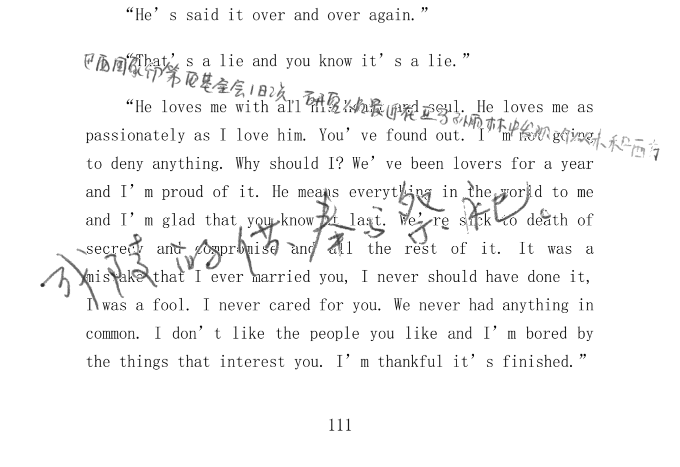 “He’s said it over and over again.”
“That’s a lie and you know it’s a lie.”
巴西国家印第安基金会1日2次
“He loves me with all his heart and soul. He loves me as
passionately as I love him. You’ve found out. I’m not going
to deny anything. Why should I? We’ve been lovers for a year
and I’m proud of it. He means everything in the world to me
and I’m glad that you know at last. We’re sick to death of
secrecy and compromise and all the rest of it. It was a
mistake that I ever married you, I never should have done it,
I was a fool. I never cared for you. We never had anything in
common. I don’t like the people you like and I’m bored by
the things that interest you. I’m thankful it’s finished.”
111